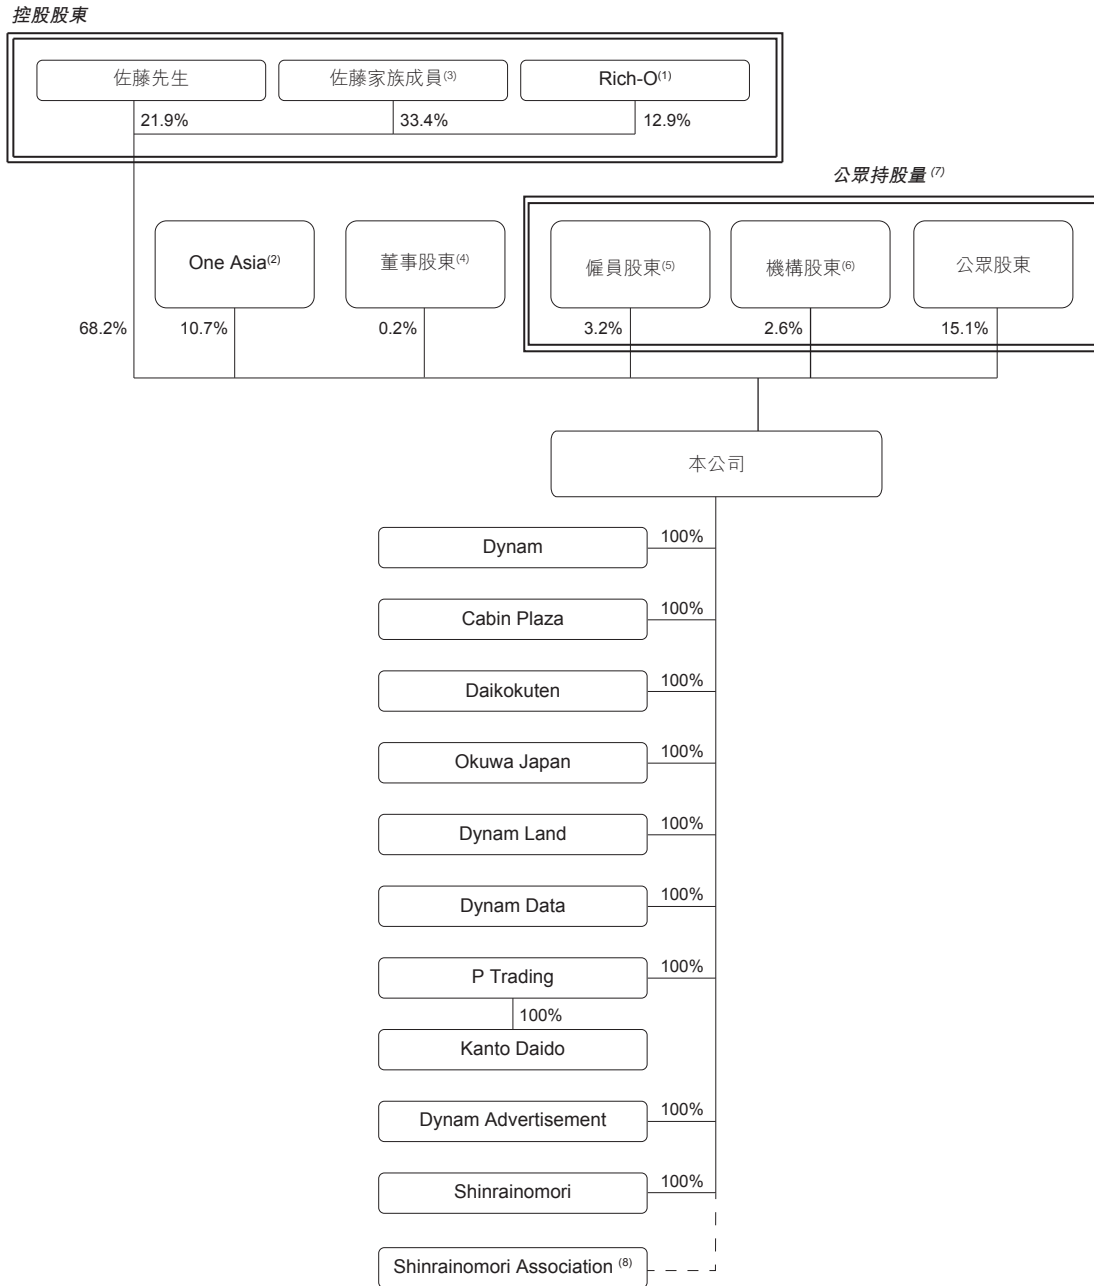 控股股東
佐藤先生
佐藤家族成員(3)
Rich-O(1)
21.9%
33.4%
12.9%
公眾持股量 (7)
One Asia(2)
董事股東(4)
僱員股東(5)
機構股東(6)
公眾股東
68.2%
10.7%
0.2%
3.2%
2.6%
15.1%
本公司
Dynam
100%
Cabin Plaza
100%
Daikokuten
100%
Okuwa Japan
100%
Dynam Land
100%
Dynam Data
100%
P Trading
100%
100%
Kanto Daido
Dynam Advertisement
100%
Shinrainomori
100%
Shinrainomori Association (8)